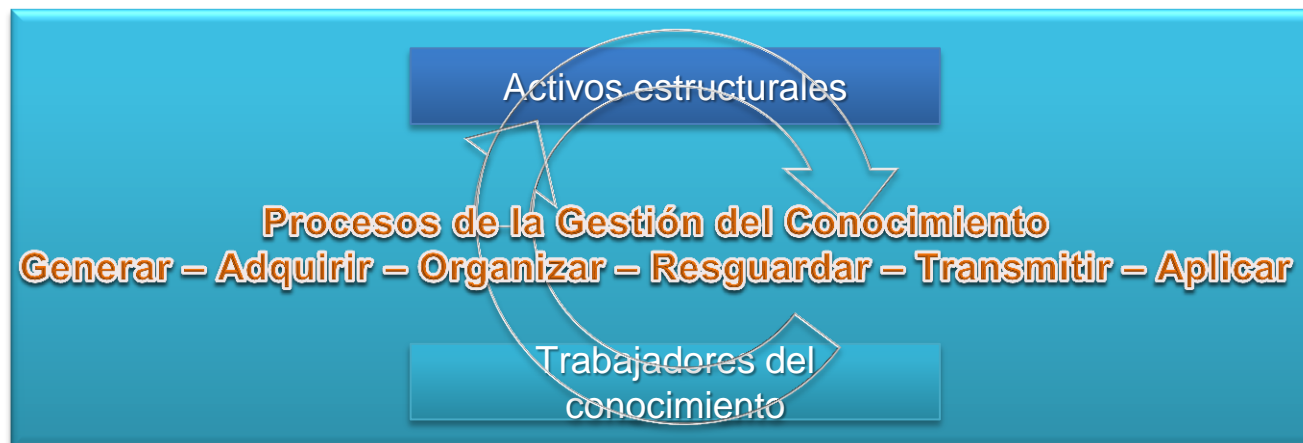 Activos estructurales
Procesos de la Gestión del Conocimiento
Generar – Adquirir – Organizar – Resguardar – Transmitir – Aplicar
Trabajadores del
conocimiento